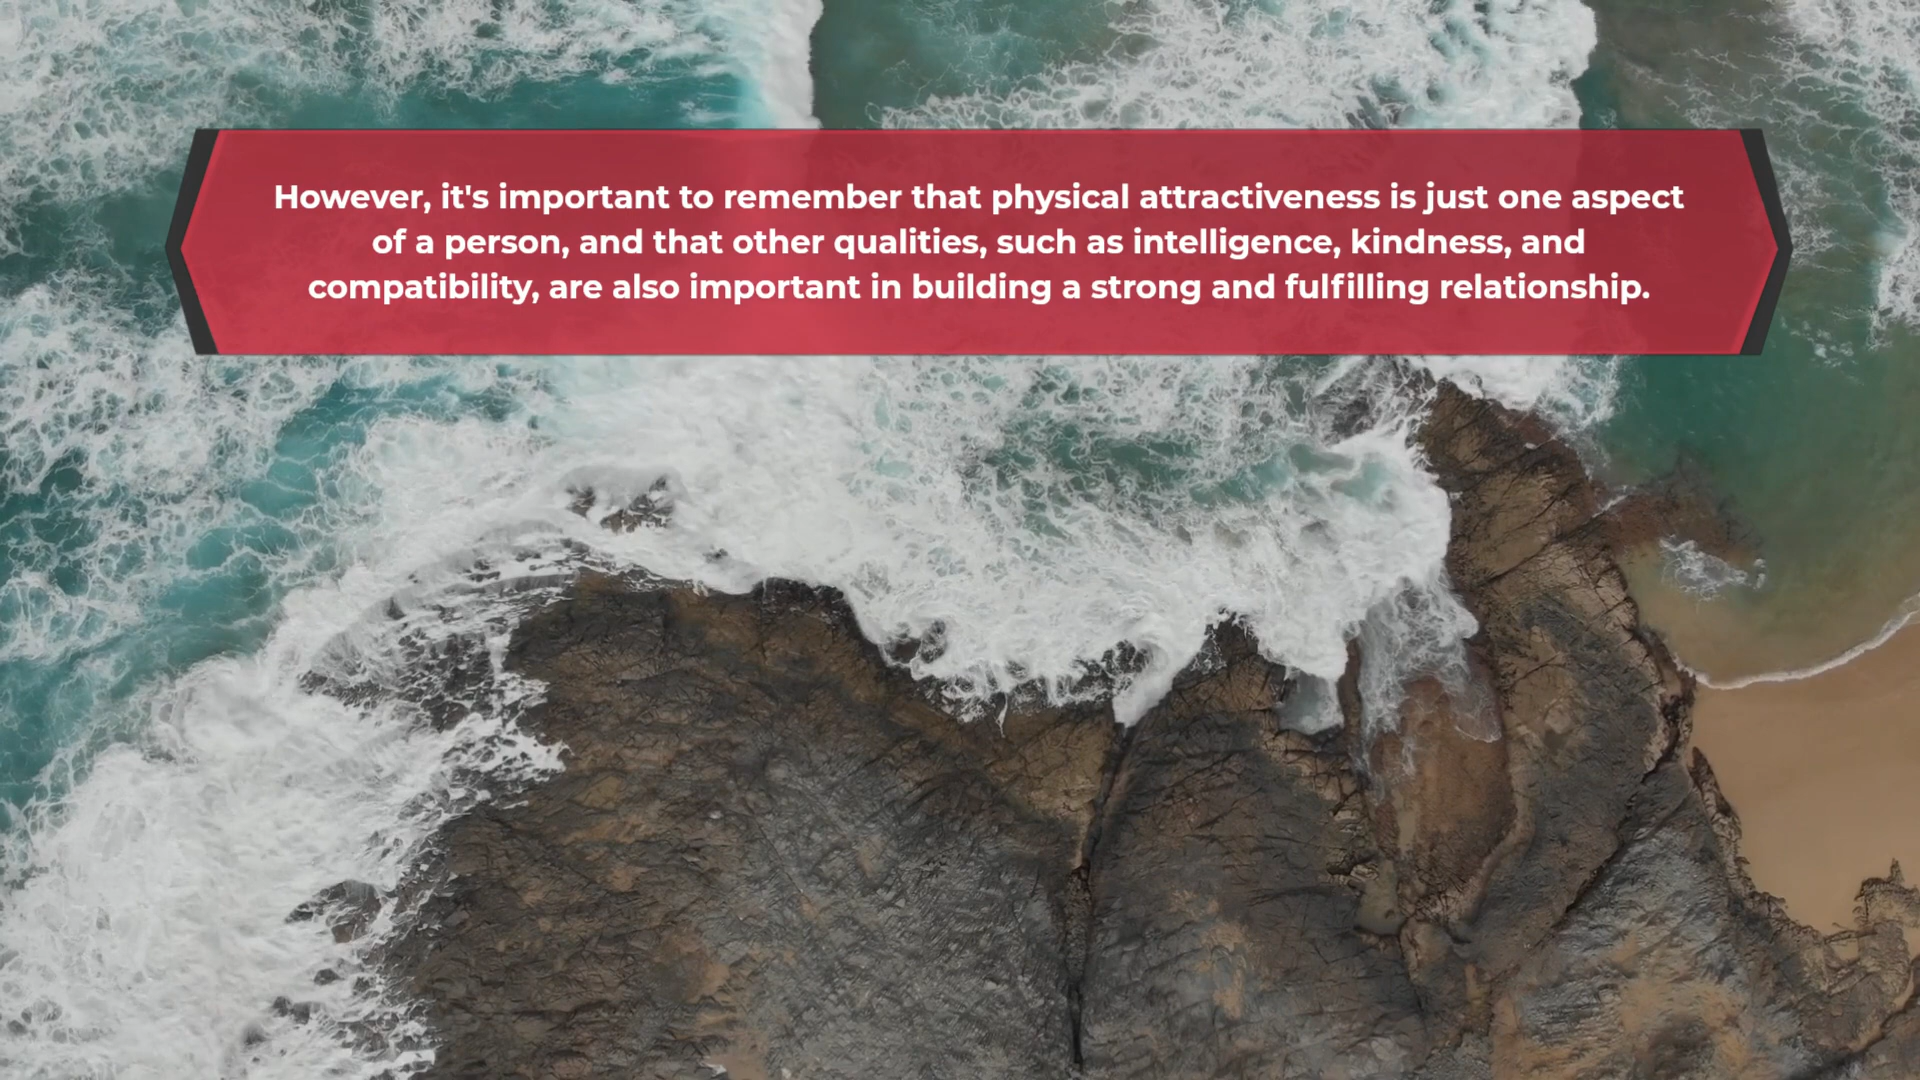 However, it's important to remember that physical attractiveness is just one aspect
of a person, and that other qualities, such as intelligence, kindness, and
compatibility, are also important in building a strong and fulfilling relationship.